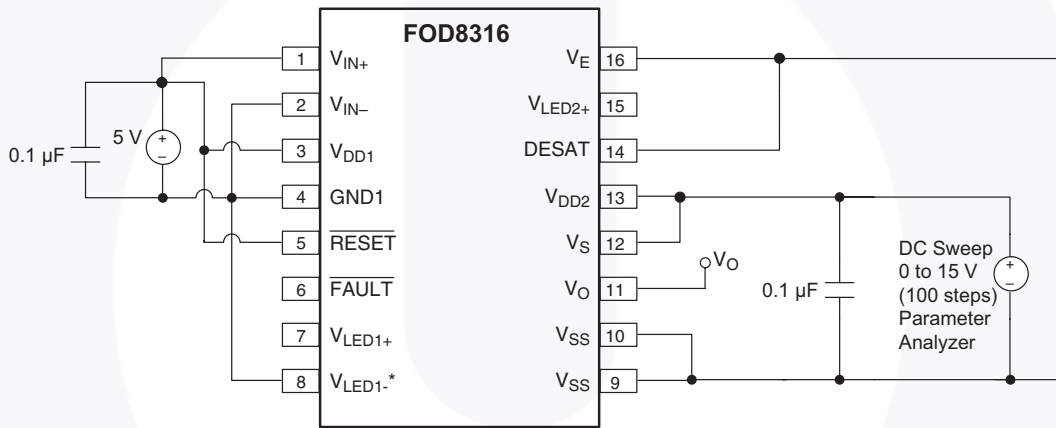 FOD8316
1 V_IN+
2 V_IN–
3 V_DD1
4 GND1
5 RESET
6 FAULT
7 V_LED1+
8 V_LED1-*
V_E 16
V_LED2+ 15
DESAT 14
V_DD2 13
V_S 12
V_O 11
V_SS 10
V_SS 9
0.1 µF
5 V
+
–
V_O
0.1 µF
DC Sweep
0 to 15 V
(100 steps)
Parameter
Analyzer
+
–